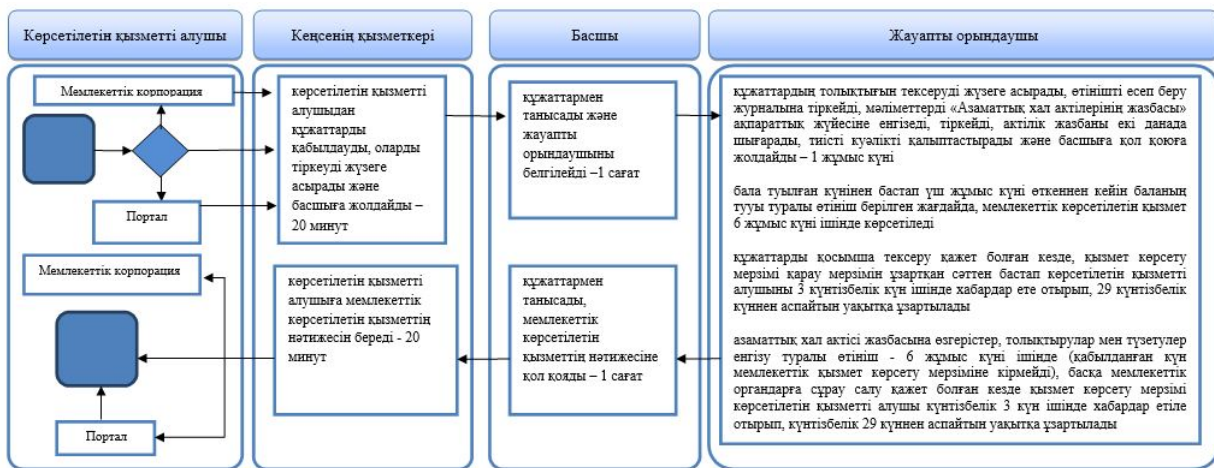 Көрсетілетін қызметті алушы
Кеңсенің қызметкері
Басшы
Жауапты орындаушы
Мемлекеттік корпорация
Портал
көрсетілетін қызметті
алушыдан
құжаттарды
қабылдауды, оларды
тіркеуді жүзеге
асырады және
басшыға жолдайды –
20 минут
құжаттармен
танысады және
жауапты
орындаушыны
белгілейді –1 сағат
құжаттардың толықтығын тексеруді жүзеге асырады, өтінішті есеп беру
журналына тіркейді, мәліметтерді «Азаматтық хал актілерінің жазбасы»
ақпараттық жүйесіне енгізеді, тіркейді, актілік жазбаны екі данада
шығарады, тиісті куәлікті қалыптастырады және басшыға қол қоюға
жолдайды – 1 жұмыс күні
бала туылған күнінен бастап үш жұмыс күні өткеннен кейін баланың
тууы туралы өтініш берілген жағдайда, мемлекеттік көрсетілетін қызмет
6 жұмыс күні ішінде көрсетіледі
құжаттарды қосымша тексеру қажет болған кезде, қызмет көрсету
мерзімі қарау мерзімін ұзартқан сәттен бастап көрсетілетін қызметті
алушыны 3 күнтізбелік күн ішінде хабардар ете отырып, 29 күнтізбелік
күннен аспайтын уақытқа ұзартылады
азаматтық хал актісі жазбасына өзгерістер, толықтырулар мен түзетулер
енгізу туралы өтініш - 6 жұмыс күні ішінде (қабылданған күн
мемлекеттік қызмет көрсету мерзіміне кірмейді), басқа мемлекеттік
органдарға сұрау салу қажет болған кезде қызмет көрсету мерзімі
көрсетілетін қызметті алушы күнтізбелік 3 күн ішінде хабардар етіле
отырып, күнтізбелік 29 күннен аспайтын уақытқа ұзартылады
Мемлекеттік корпорация
Портал
көрсетілетін қызметті
алушыға мемлекеттік
көрсетілетін қызметтің
нәтижесін береді - 20
минут
құжаттармен
танысады,
мемлекеттік
көрсетілетін
қызметтің нәтижесіне
қол қояды – 1 сағат